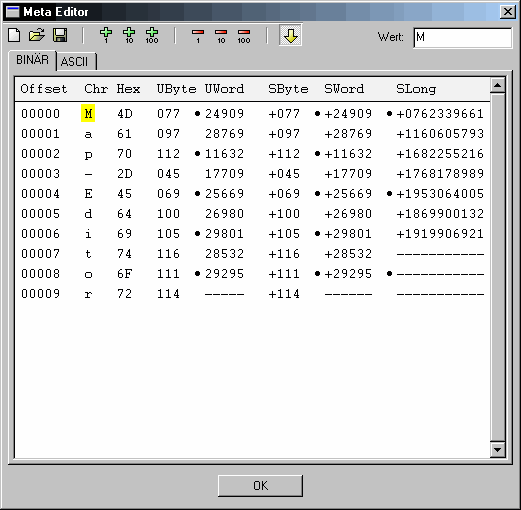 Meta Editor
1 10 100 1 10 100 Wert: M
BINÄR ASCII
Offset Chr Hex UByte UWord SByte SWord SLong
00000 M 4D 077 •24909 +077 •+24909 •+0762339661
00001 a 61 097 28769 +097 +28769 +1160605793
00002 p 70 112 •11632 +112 •+11632 +1682255216
00003 - 2D 045 17709 +045 +17709 +1768178989
00004 E 45 069 •25669 +069 •+25669 •+1953064005
00005 d 64 100 26980 +100 +26980 +1869900132
00006 i 69 105 •29801 +105 •+29801 +1919906921
00007 t 74 116 28532 +116 +28532 -----------
00008 o 6F 111 •29295 +111 •+29295 •-----------
00009 r 72 114 ----- +114 ------ -----------
OK